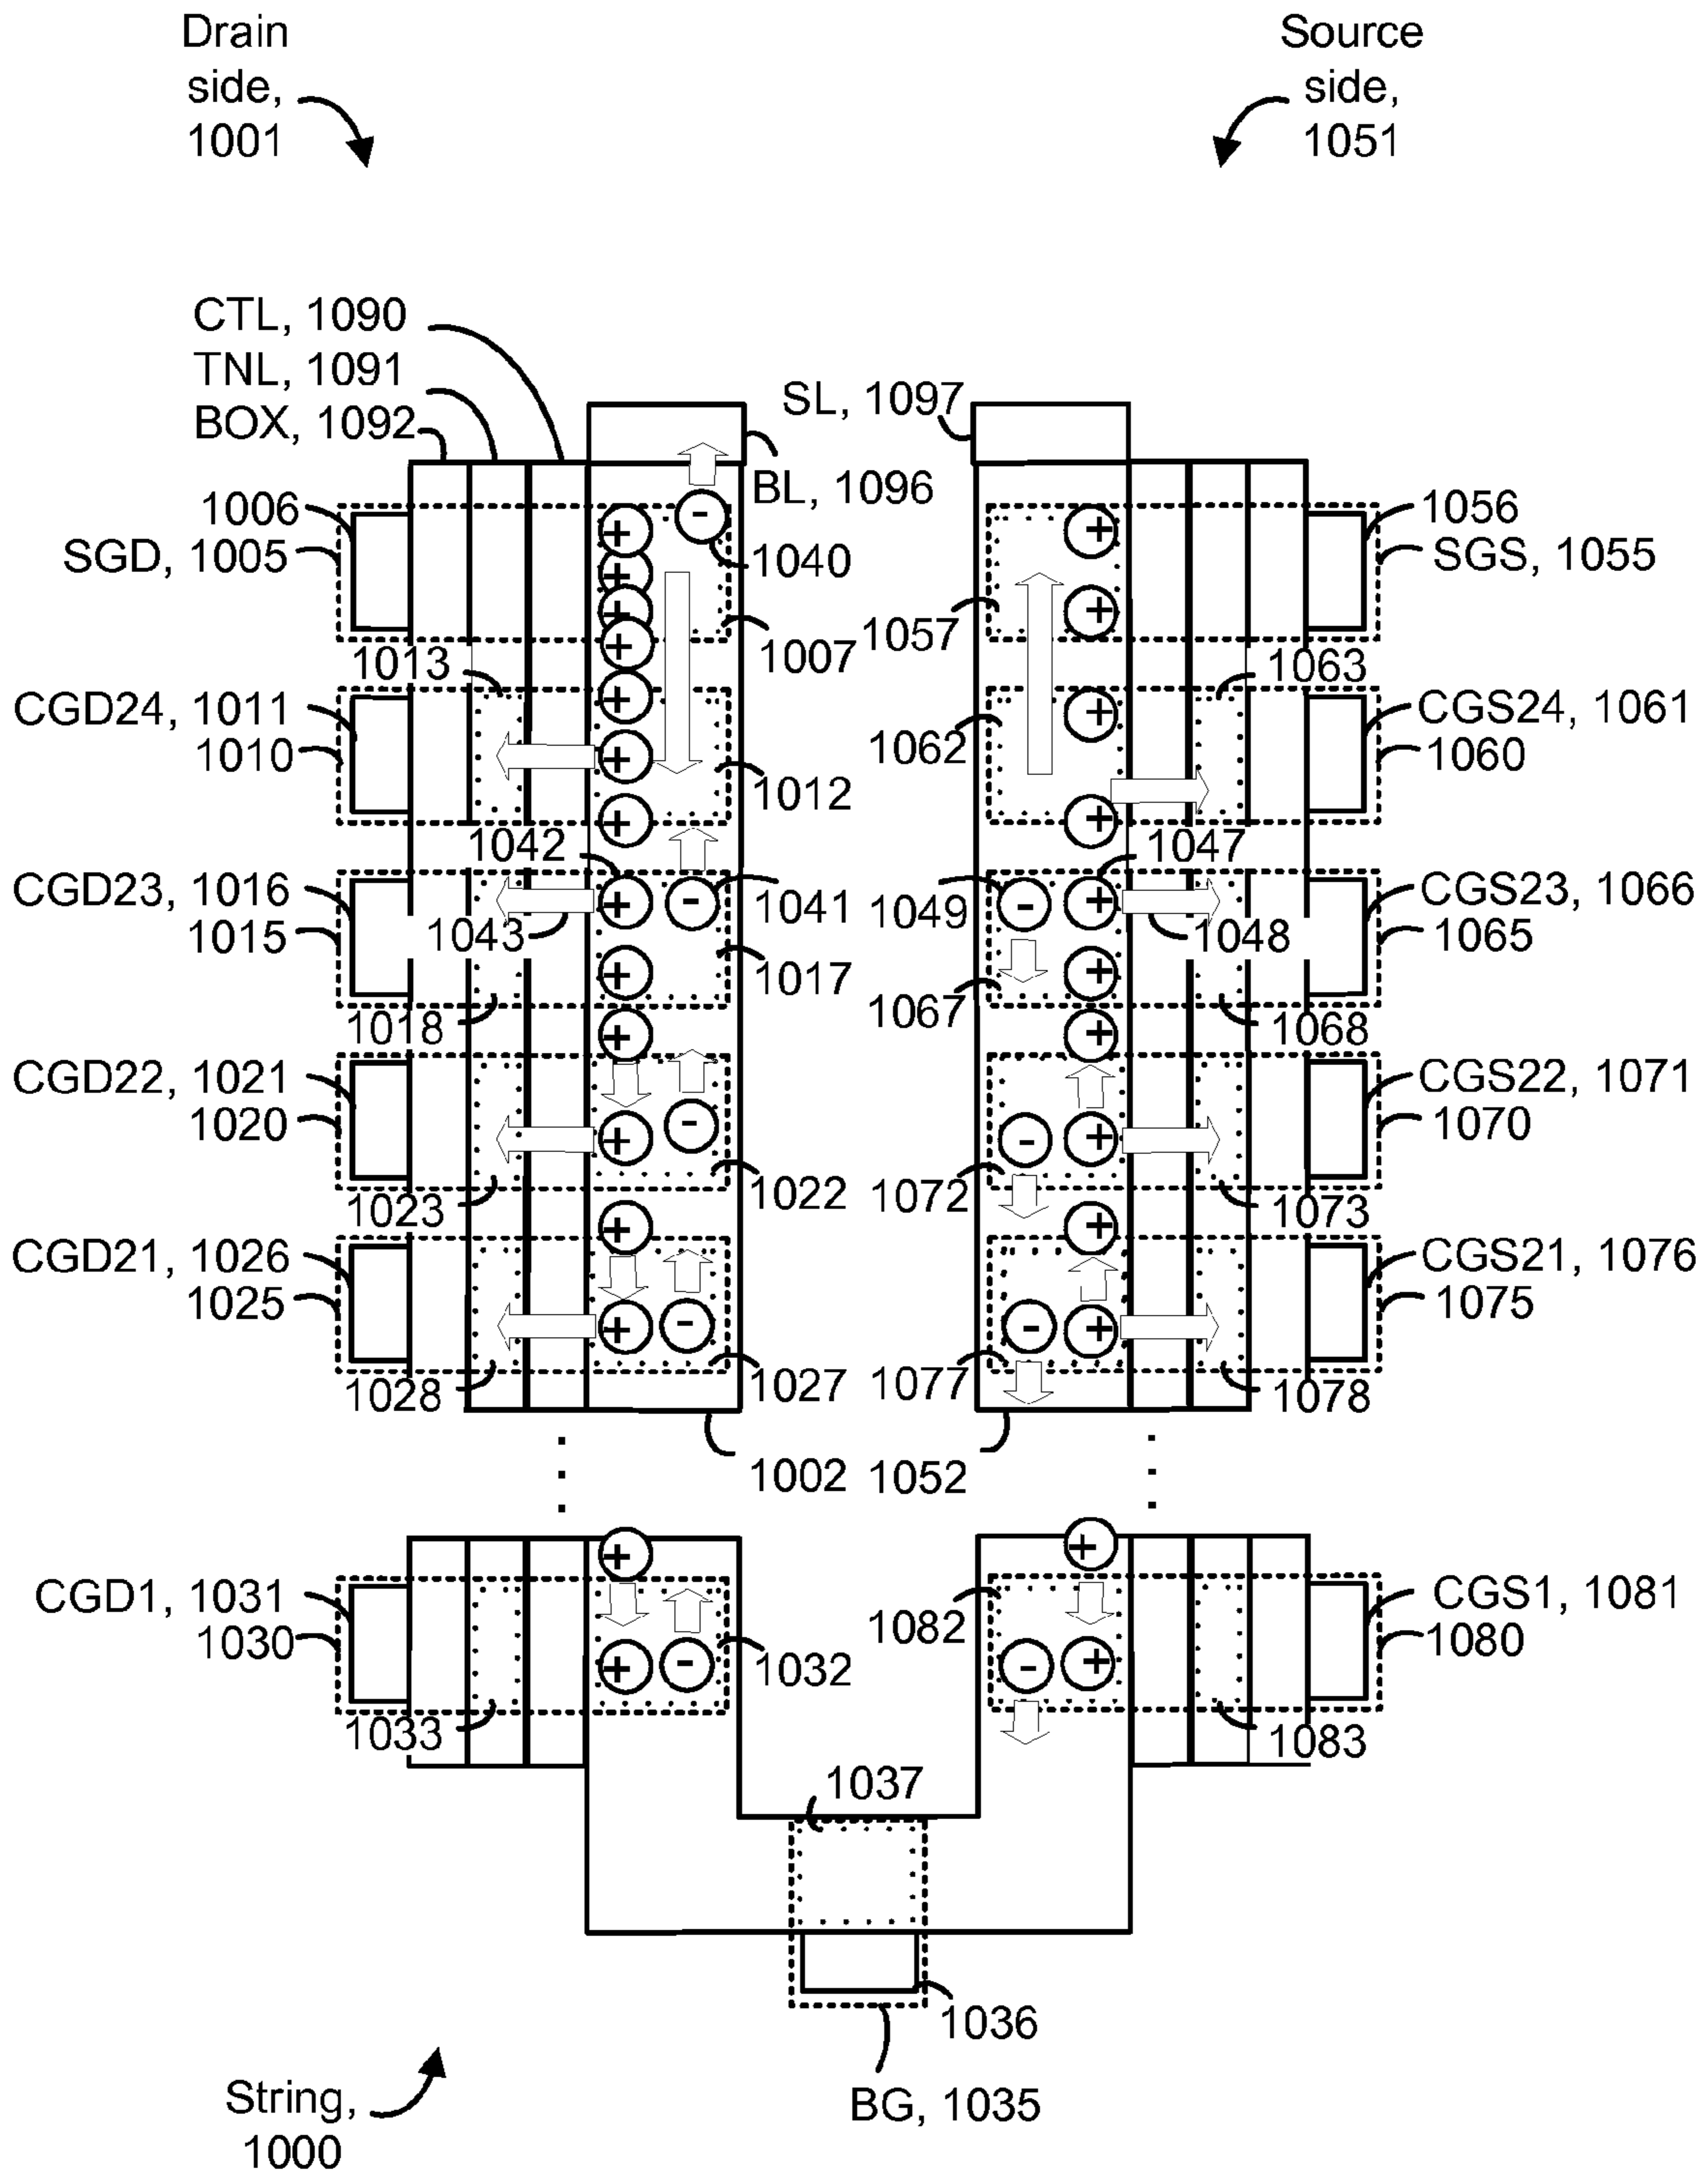 Drain
side,
1001
Source
side,
1051
CTL, 1090
TNL, 1091
BOX, 1092
SL, 1097
BL, 1096
1006
SGD, 1005
1040
1007
1056
SGS, 1055
1057
1013
1063
CGD24, 1011
1010
1012
1062
CGS24, 1061
1060
1042
1047
CGD23, 1016
1015
1043
1041
1049
1048
CGS23, 1066
1065
1017
1067
1018
1068
CGD22, 1021
1020
1022
1072
CGS22, 1071
1070
1023
1073
CGD21, 1026
1025
1027
1077
CGS21, 1076
1075
1028
1078
1002
1052
CGD1, 1031
1030
1032
1082
CGS1, 1081
1080
1033
1083
1037
1036
BG, 1035
String,
1000